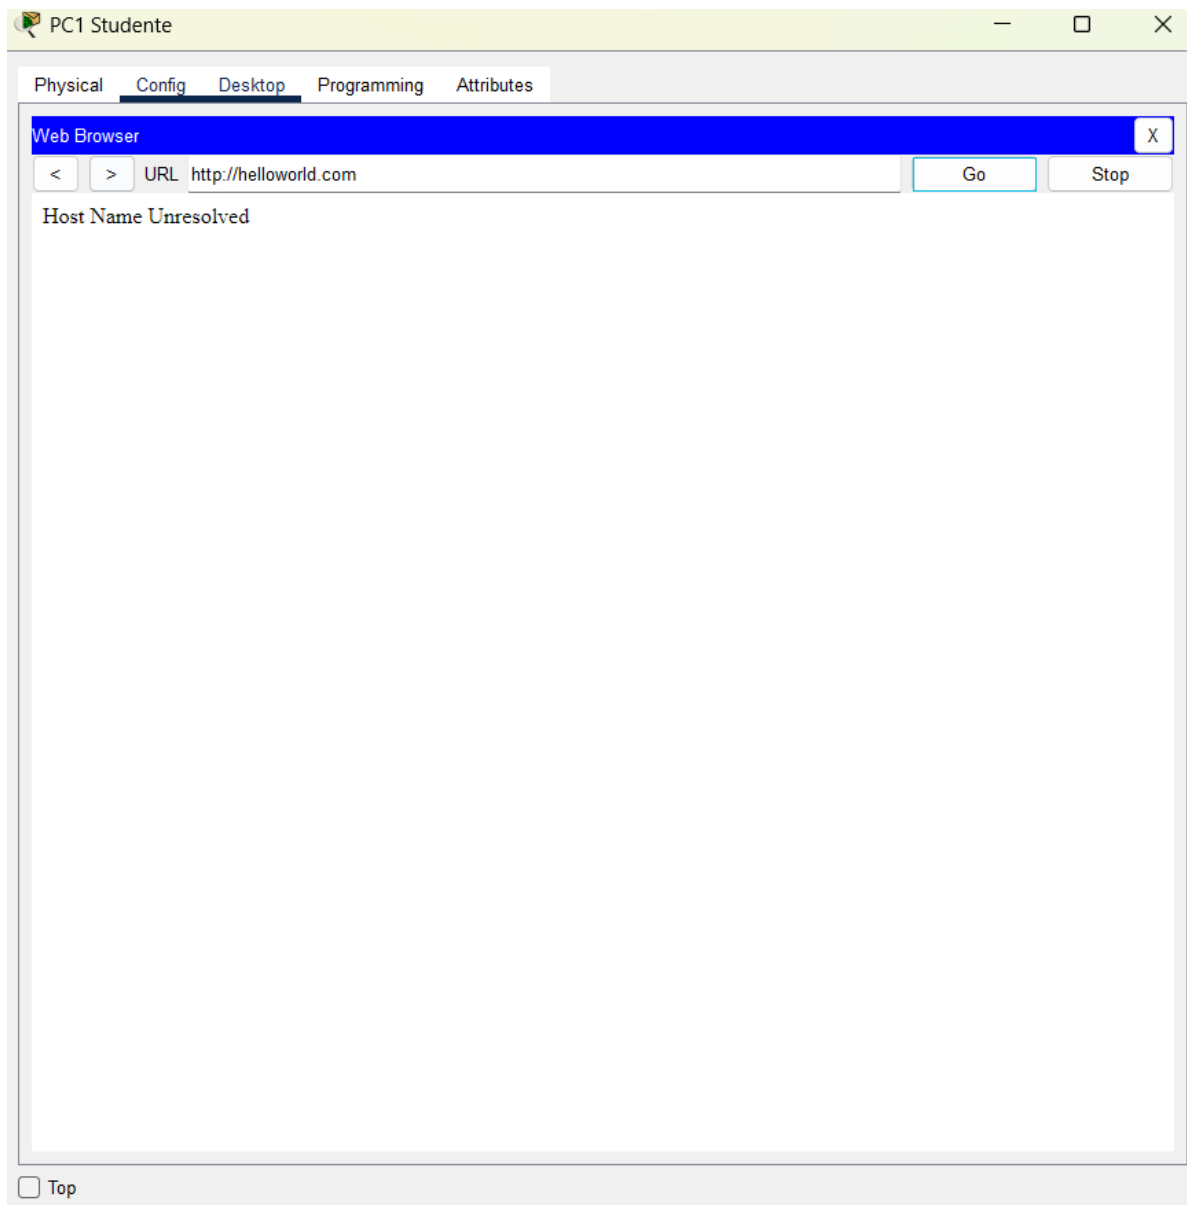 PC1 Studente
Physical Config Desktop Programming Attributes
Web Browser X
< > URL http://helloworld.com Go Stop
Host Name Unresolved
Top